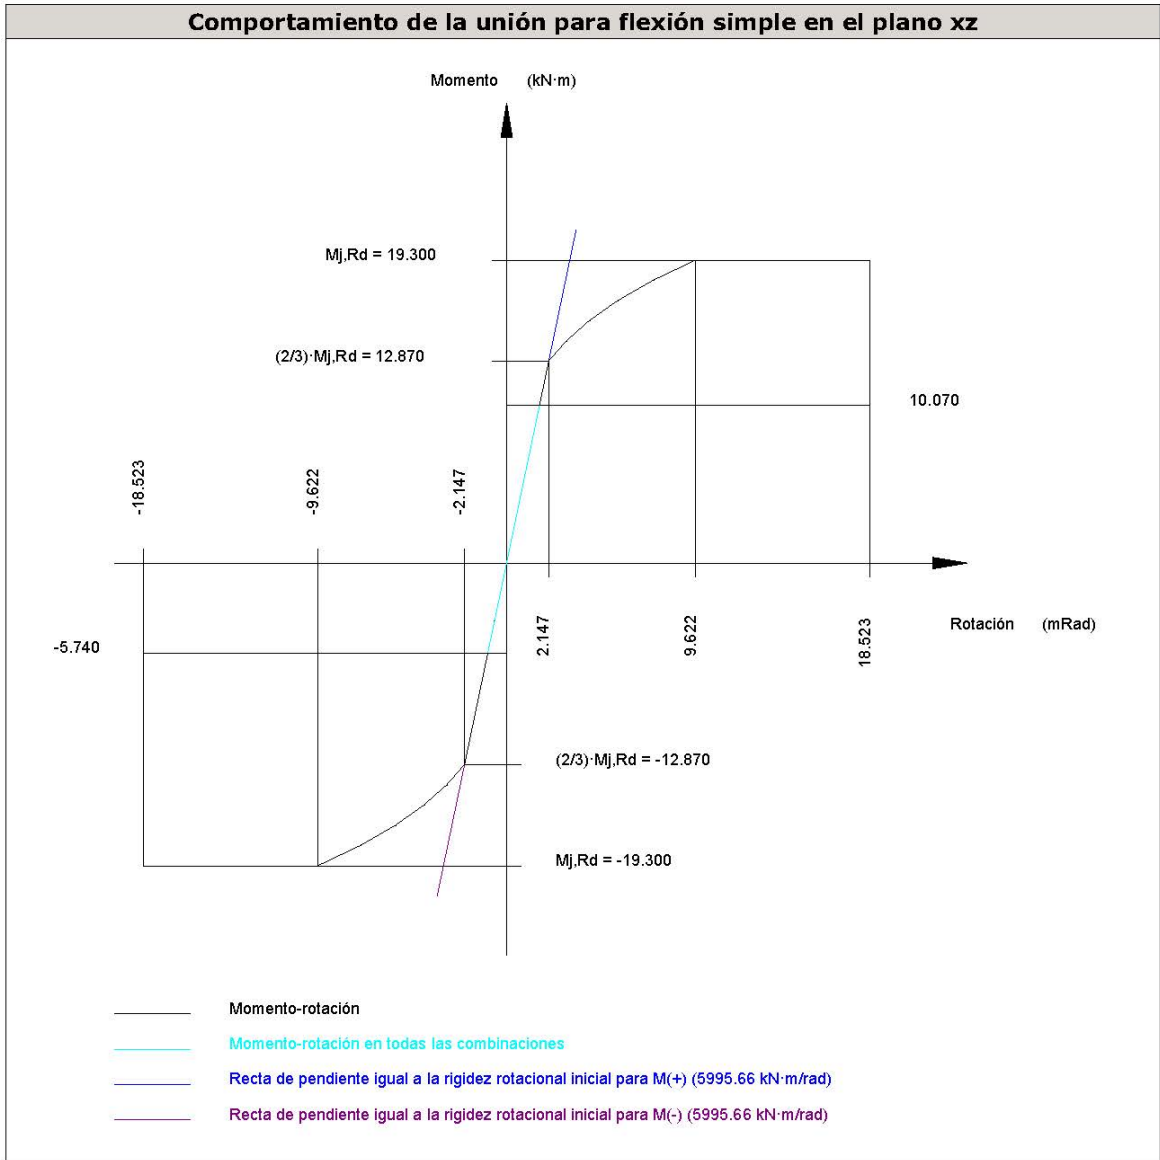 Comportamiento de la unión para flexión simple en el plano xz
Momento (kN·m)
Mj,Rd = 19.300
(2/3)·Mj,Rd = 12.870
10.070
-18.523
-9.622
-2.147
2.147
9.622
18.523
Rotación (mRad)
-5.740
(2/3)·Mj,Rd = -12.870
Mj,Rd = -19.300
Momento-rotación
Momento-rotación en todas las combinaciones
Recta de pendiente igual a la rigidez rotacional inicial para M(+) (5995.66 kN·m/rad)
Recta de pendiente igual a la rigidez rotacional inicial para M(-) (5995.66 kN·m/rad)